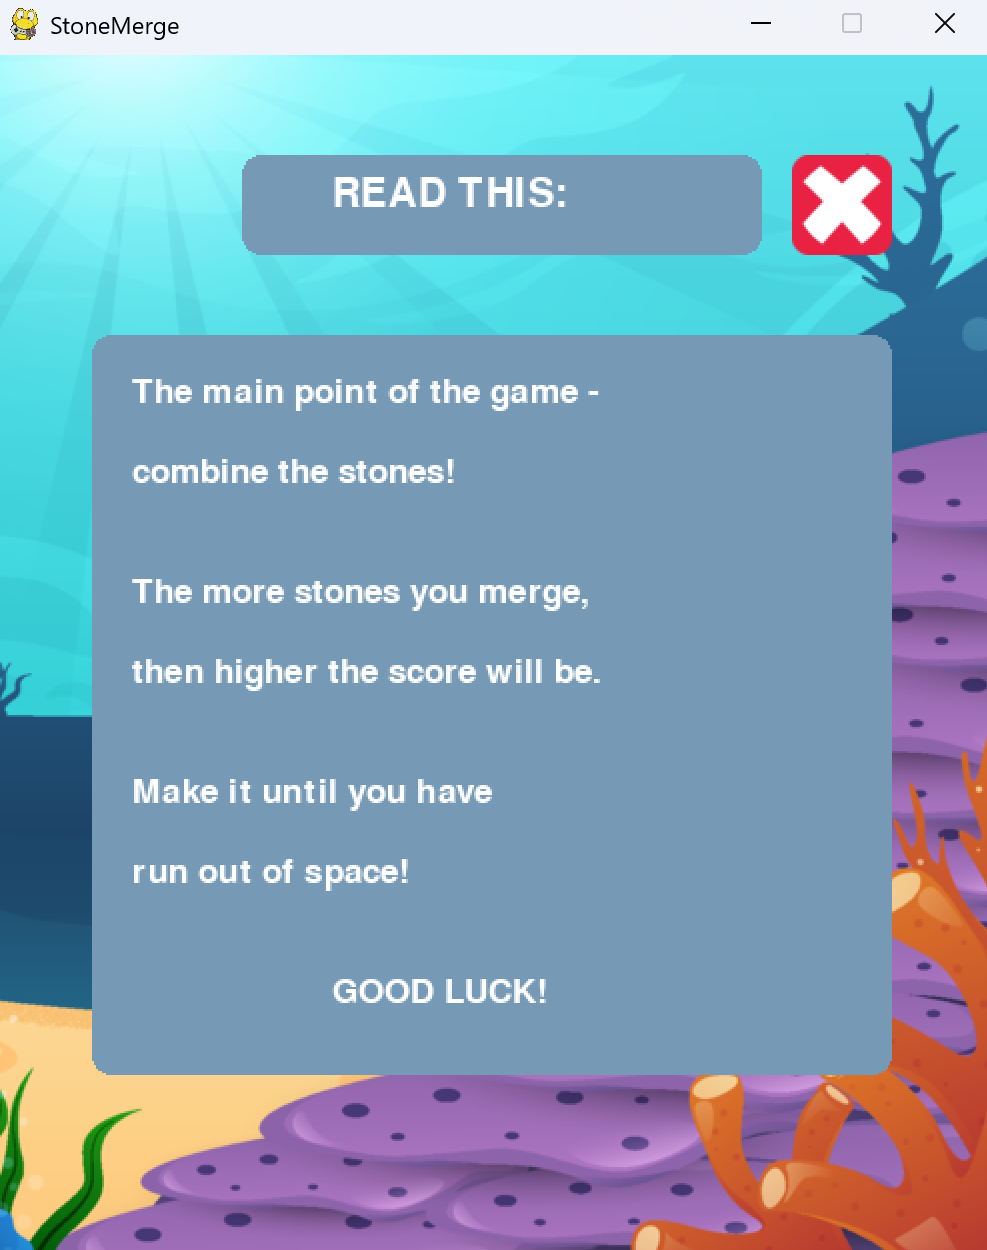 StoneMerge
READ THIS:
The main point of the game -
combine the stones!
The more stones you merge,
then higher the score will be.
Make it until you have
run out of space!
GOOD LUCK!